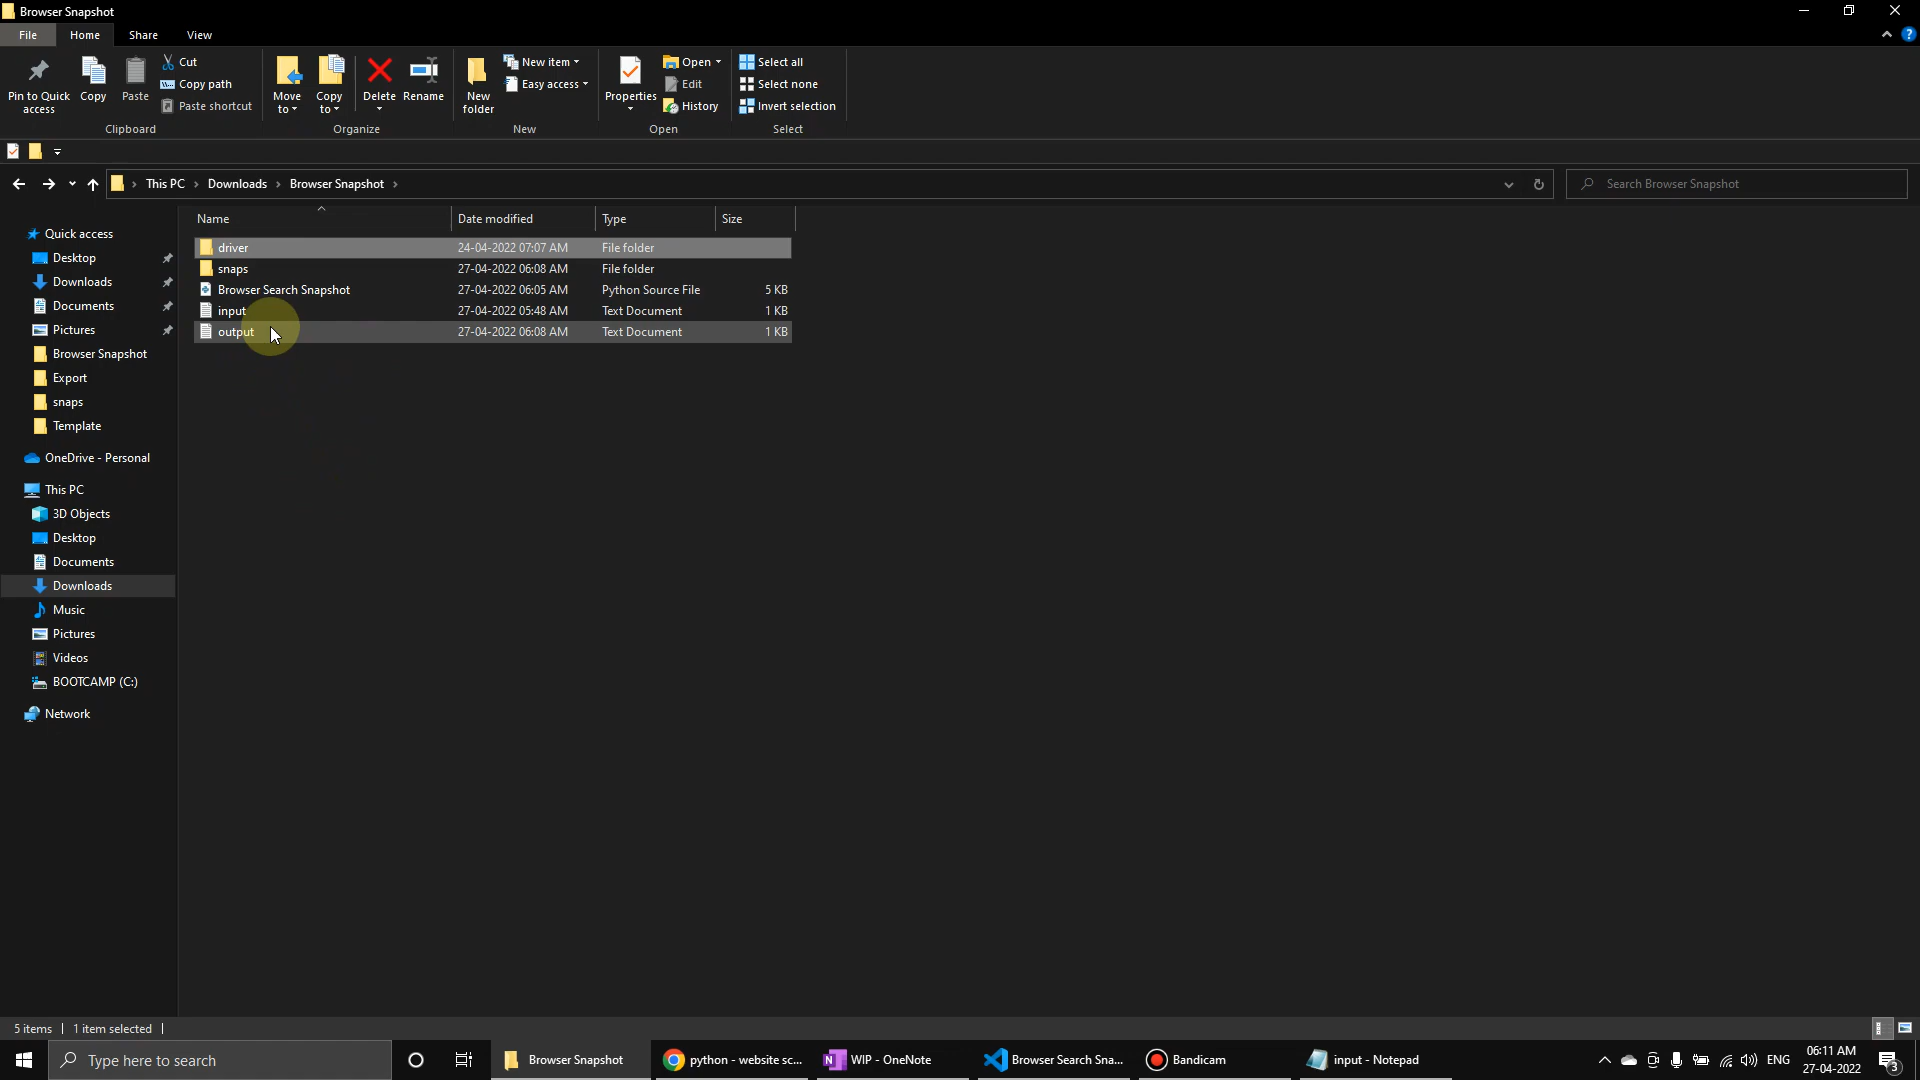 Browser Snapshot
File Home Share View
Pin to Quick access
Copy
Paste
Cut
Copy path
Paste shortcut
Clipboard
Move to
Copy to
Delete
Rename
Organize
New folder
New item
Easy access
New
Properties
Open
Edit
History
Open
Select all
Select none
Invert selection
Select
This PC > Downloads > Browser Snapshot >
Search Browser Snapshot
Name Date modified Type Size
driver 24-04-2022 07:07 AM File folder
snaps 27-04-2022 06:08 AM File folder
Browser Search Snapshot 27-04-2022 06:05 AM Python Source File 5 KB
input 27-04-2022 05:48 AM Text Document 1 KB
output 27-04-2022 06:08 AM Text Document 1 KB
Quick access
Desktop
Downloads
Documents
Pictures
Browser Snapshot
Export
snaps
Template
OneDrive - Personal
This PC
3D Objects
Desktop
Documents
Downloads
Music
Pictures
Videos
BOOTCAMP (C:)
Network
5 items 1 item selected
Type here to search
Browser Snapshot
python - website sc...
WIP - OneNote
Browser Search Sna...
Bandicam
input - Notepad
ENG
06:11 AM
27-04-2022
3